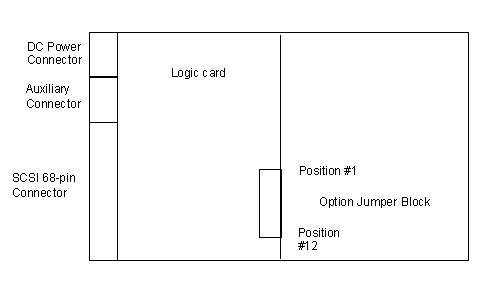 DC Power
Connector
Auxiliary
Connector
SCSI 68-pin
Connector
Logic card
Position #1
Option Jumper Block
Position
#12